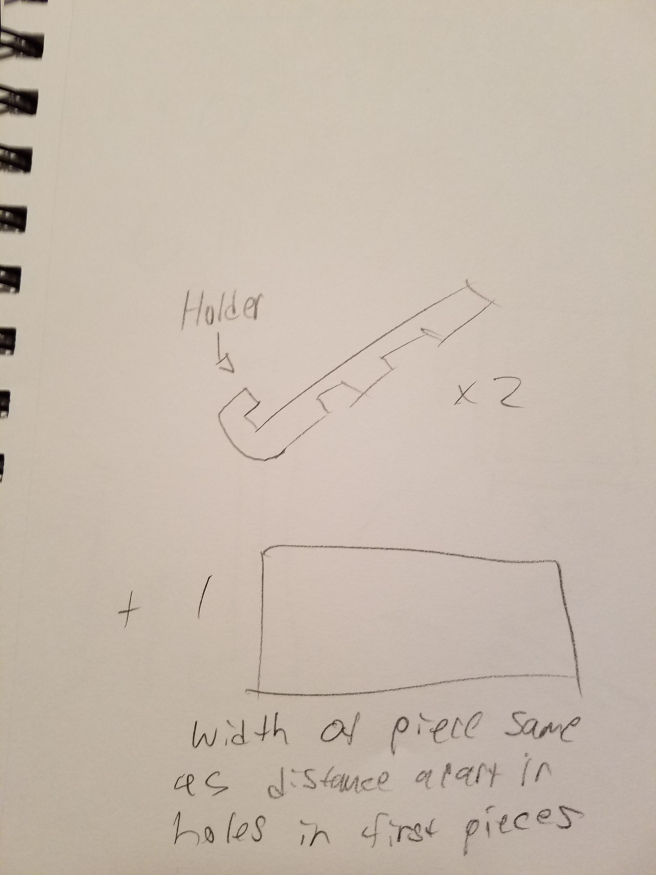 Holder
x 2
+ 1
width of piece same
as distance apart in
holes in first pieces